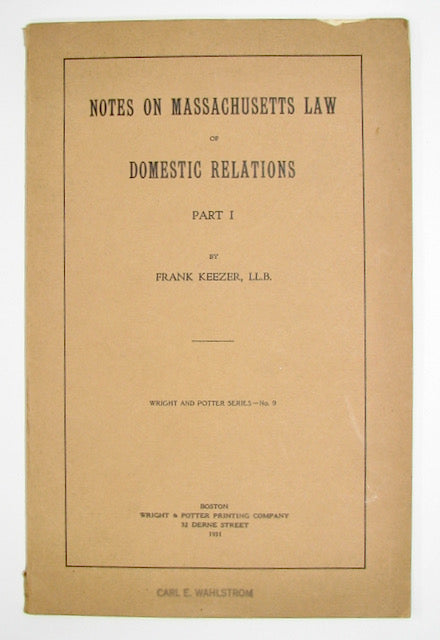 NOTES ON MASSACHUSETTS LAW
OF
DOMESTIC RELATIONS
PART I
BY
FRANK KEEZER, LL.B.
WRIGHT AND POTTER SERIES — No. 9
BOSTON
WRIGHT & POTTER PRINTING COMPANY
32 DERNE STREET
1931
CARL E. WAHLSTROM